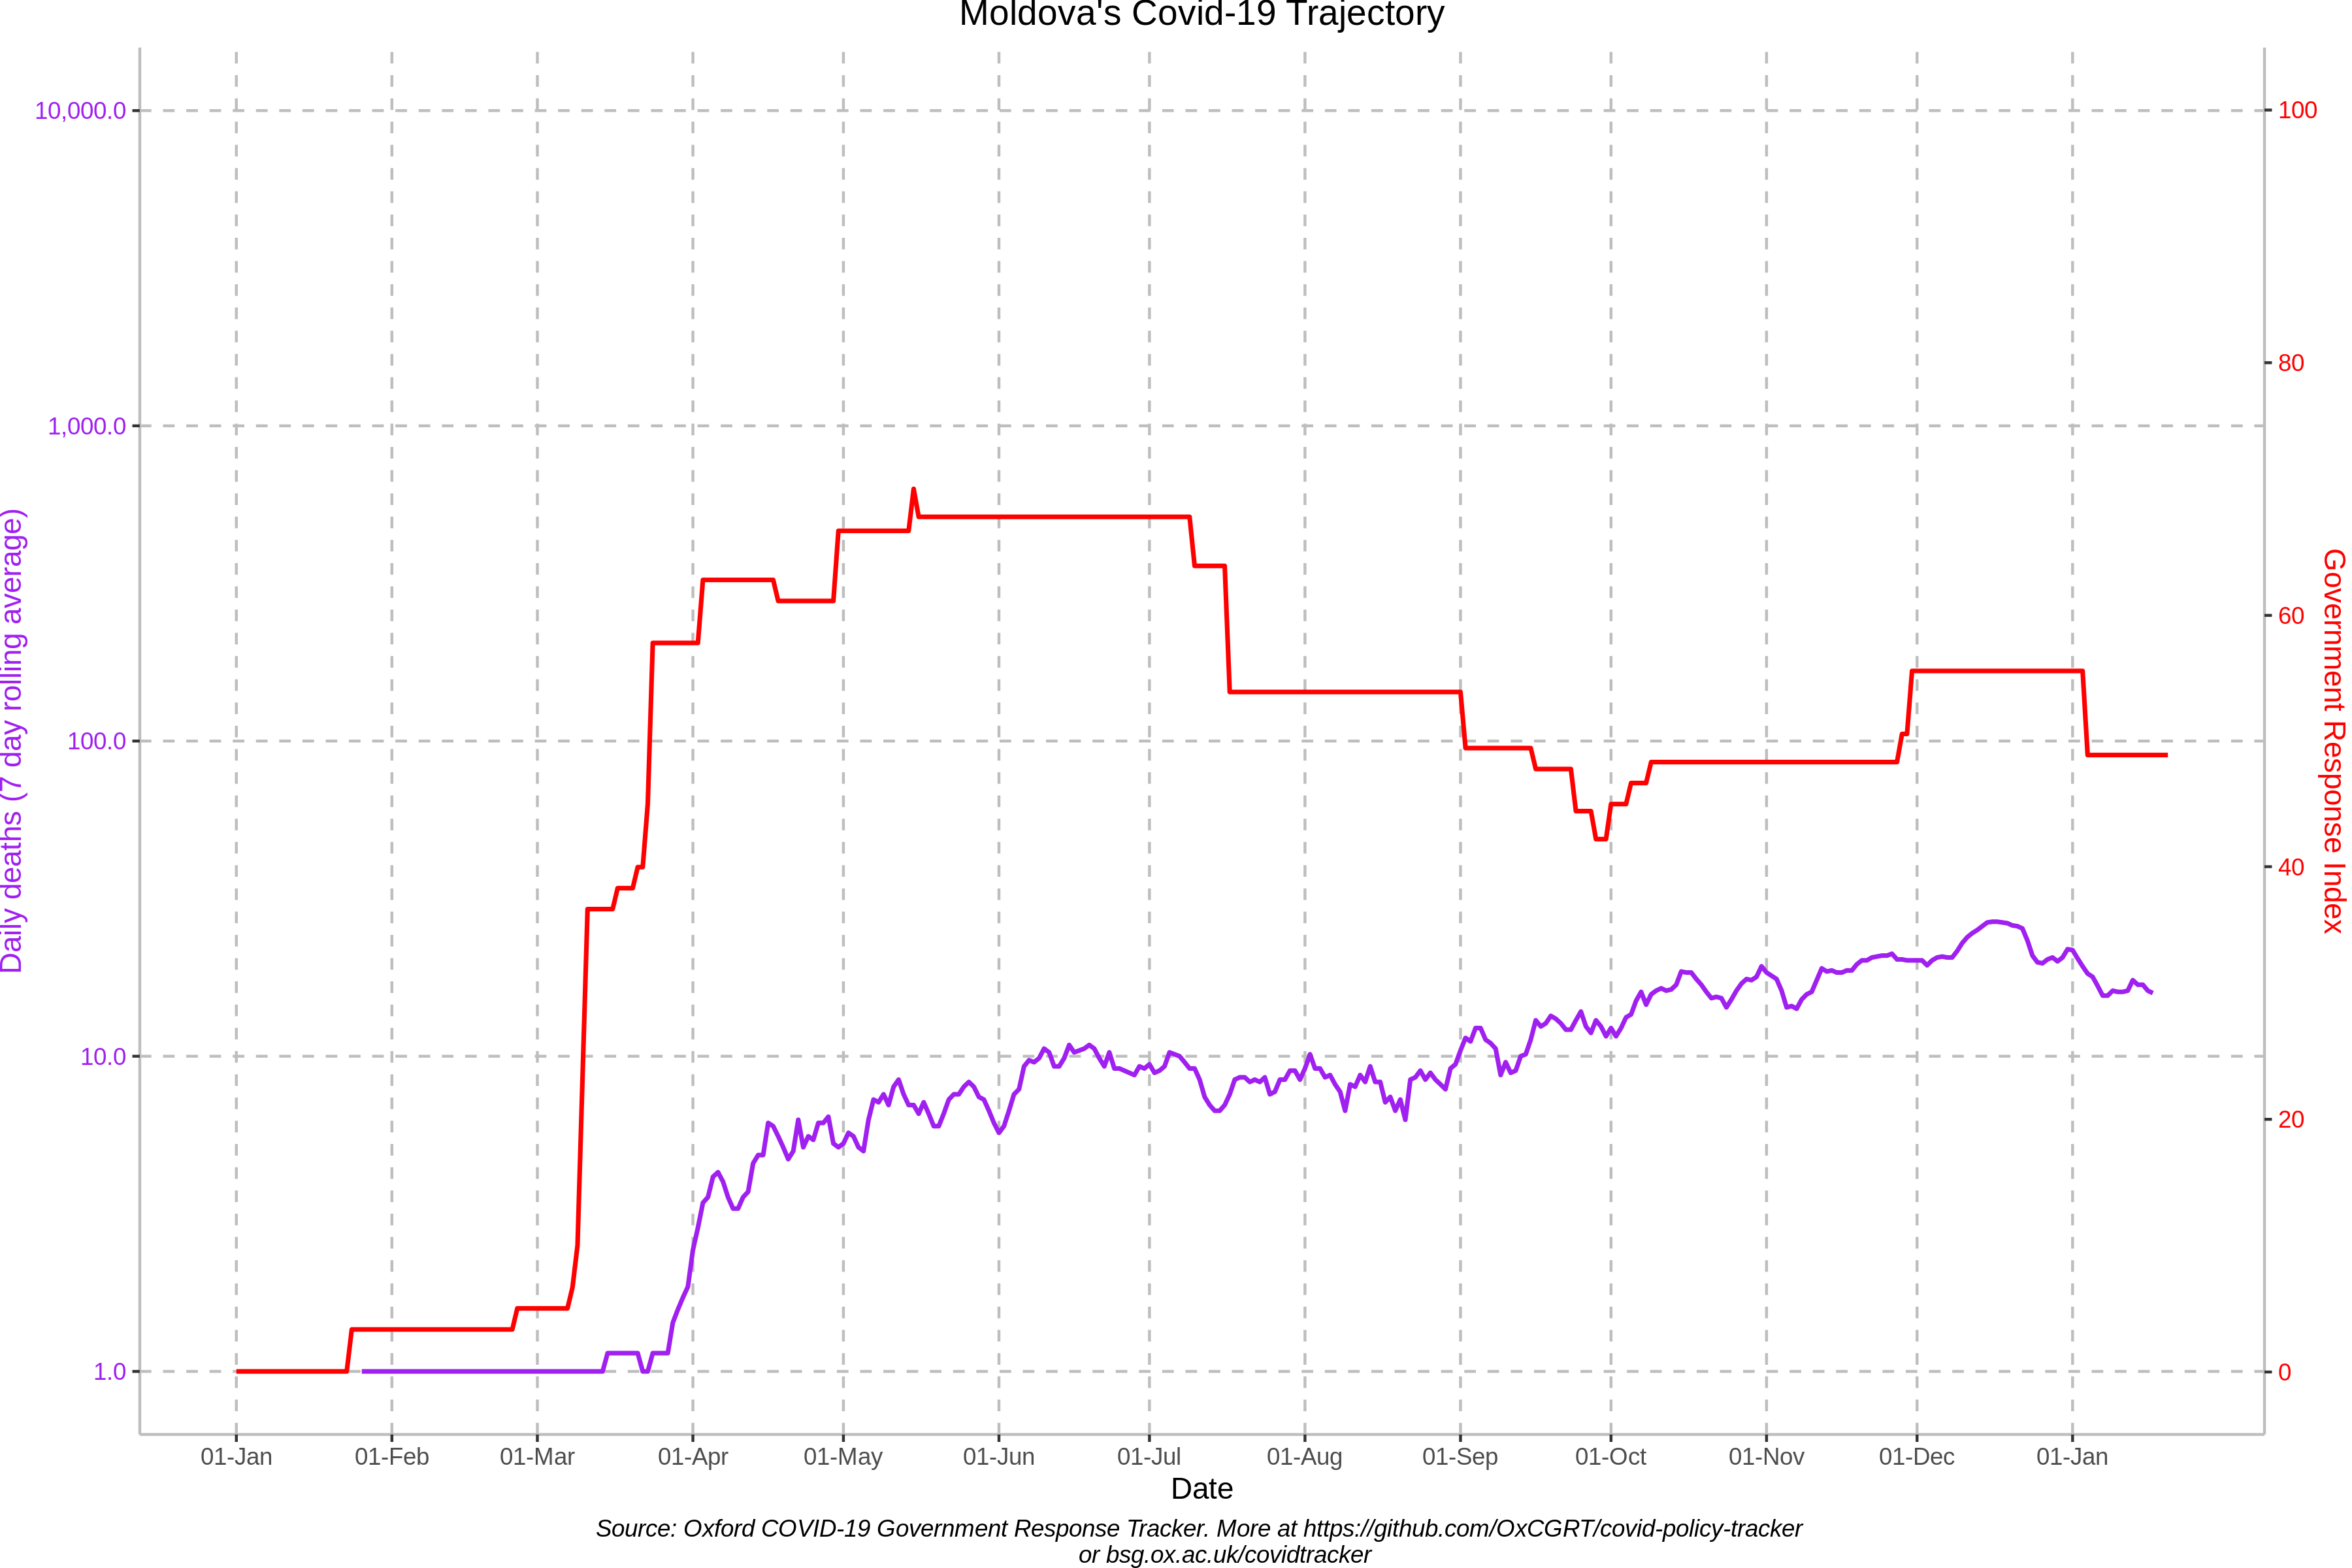 Moldova's Covid-19 Trajectory
10,000.0
1,000.0
100.0
10.0
1.0
Daily deaths (7 day rolling average)
100
80
60
40
20
0
Government Response Index
01-Jan
01-Feb
01-Mar
01-Apr
01-May
01-Jun
01-Jul
01-Aug
01-Sep
01-Oct
01-Nov
01-Dec
01-Jan
Date
Source: Oxford COVID-19 Government Response Tracker. More at https://github.com/OxCGRT/covid-policy-tracker
or bsg.ox.ac.uk/covidtracker